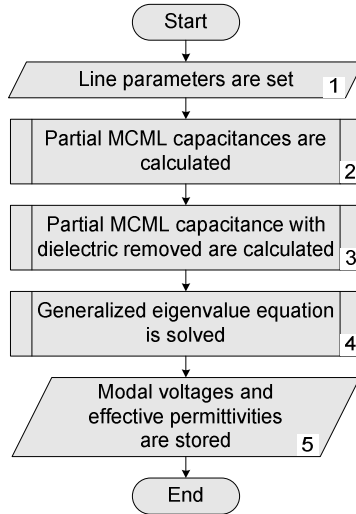 Start
Line parameters are set
1
Partial MCML capacitances are
calculated
2
Partial MCML capacitance with
dielectric removed are calculated
3
Generalized eigenvalue equation
is solved
4
Modal voltages and
effective permittivities
are stored
5
End